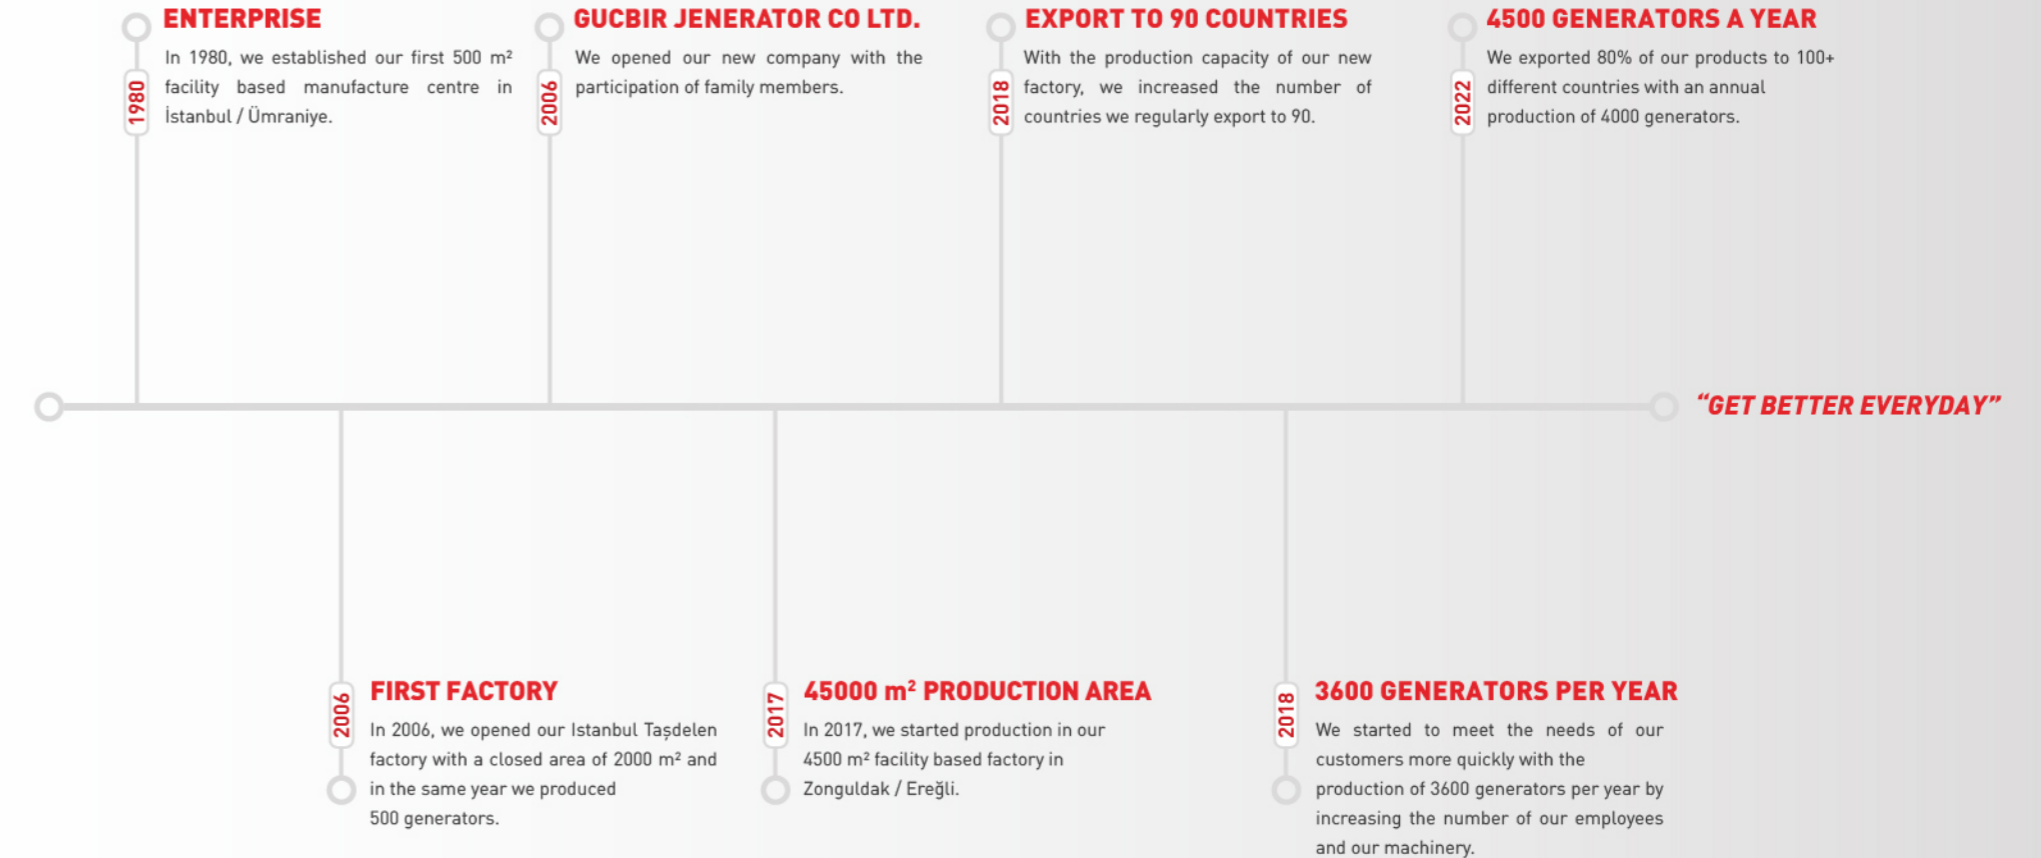 ENTERPRISE
1980
In 1980, we established our first 500 m²
facility based manufacture centre in
İstanbul / Ümraniye.
GUCBIR JENERATOR CO LTD.
2006
We opened our new company with the
participation of family members.
EXPORT TO 90 COUNTRIES
2018
With the production capacity of our new
factory, we increased the number of
countries we regularly export to 90.
4500 GENERATORS A YEAR
2022
We exported 80% of our products to 100+
different countries with an annual
production of 4000 generators.
“GET BETTER EVERYDAY”
2006
FIRST FACTORY
In 2006, we opened our Istanbul Taşdelen
factory with a closed area of 2000 m² and
in the same year we produced
500 generators.
2017
45000 m² PRODUCTION AREA
In 2017, we started production in our
4500 m² facility based factory in
Zonguldak / Ereğli.
2018
3600 GENERATORS PER YEAR
We started to meet the needs of our
customers more quickly with the
production of 3600 generators per year by
increasing the number of our employees
and our machinery.